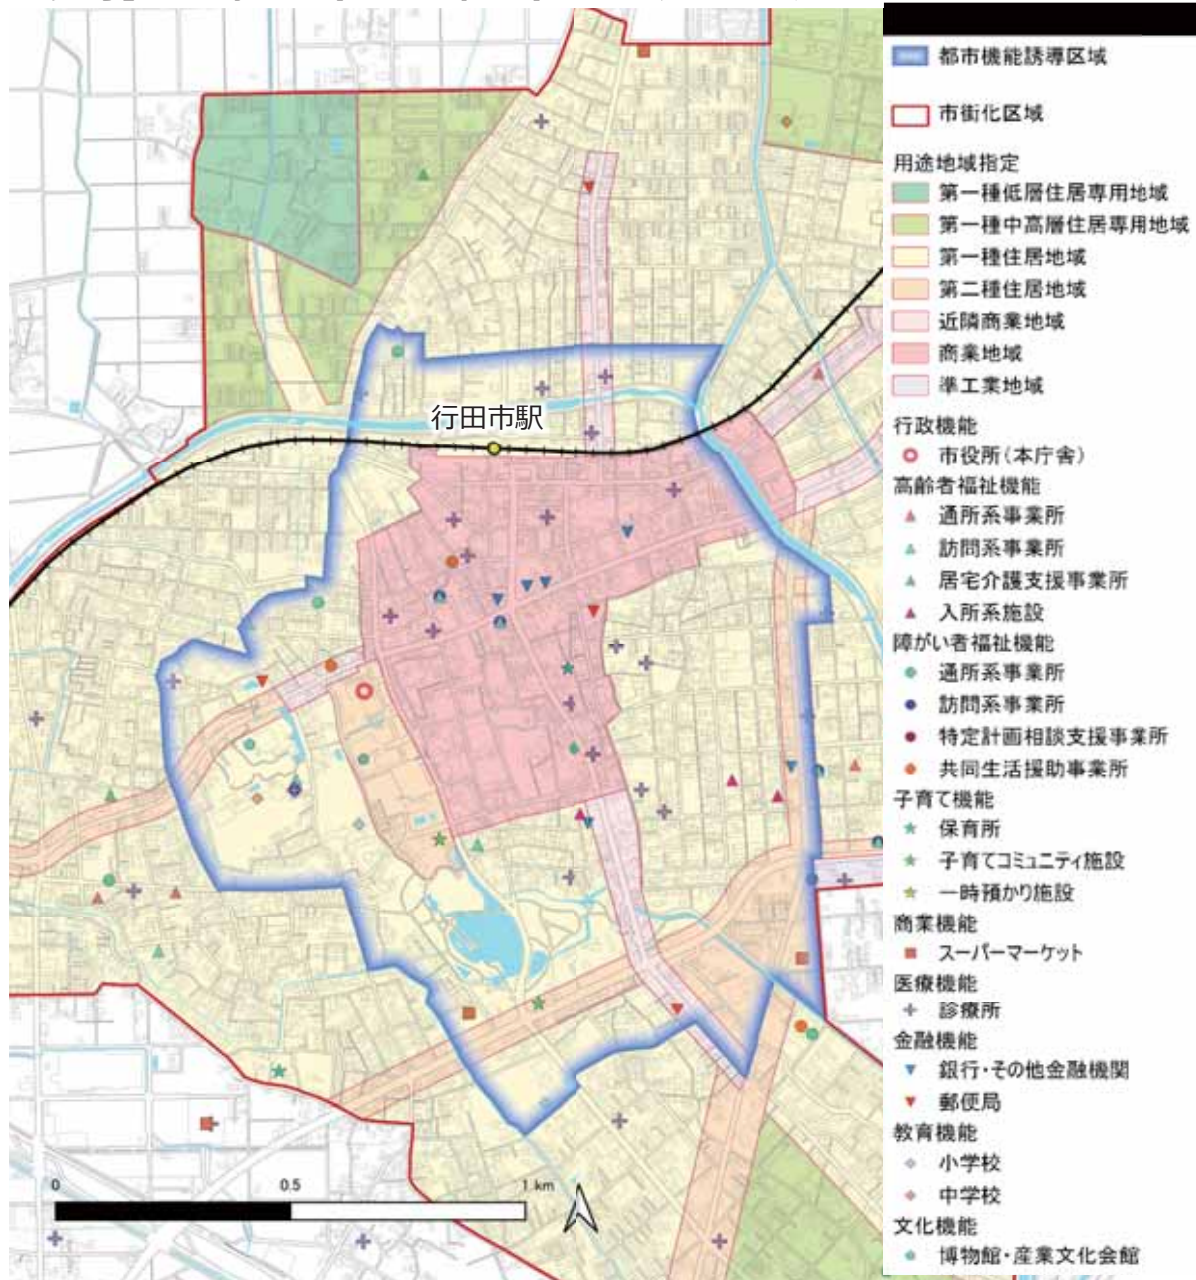 都市機能誘導区域
市街化区域
用途地域指定
第一種低層住居専用地域
第一種中高層住居専用地域
第一種住居地域
第二種住居地域
近隣商業地域
商業地域
準工業地域
行政機能
市役所(本庁舎)
高齢者福祉機能
通所系事業所
訪問系事業所
居宅介護支援事業所
入所系施設
障がい者福祉機能
通所系事業所
訪問系事業所
特定計画相談支援事業所
共同生活援助事業所
子育て機能
保育所
子育てコミュニティ施設
一時預かり施設
商業機能
スーパーマーケット
医療機能
診療所
金融機能
銀行・その他金融機関
郵便局
教育機能
小学校
中学校
文化機能
博物館・産業文化会館
行田市駅
0 0.5 1 km